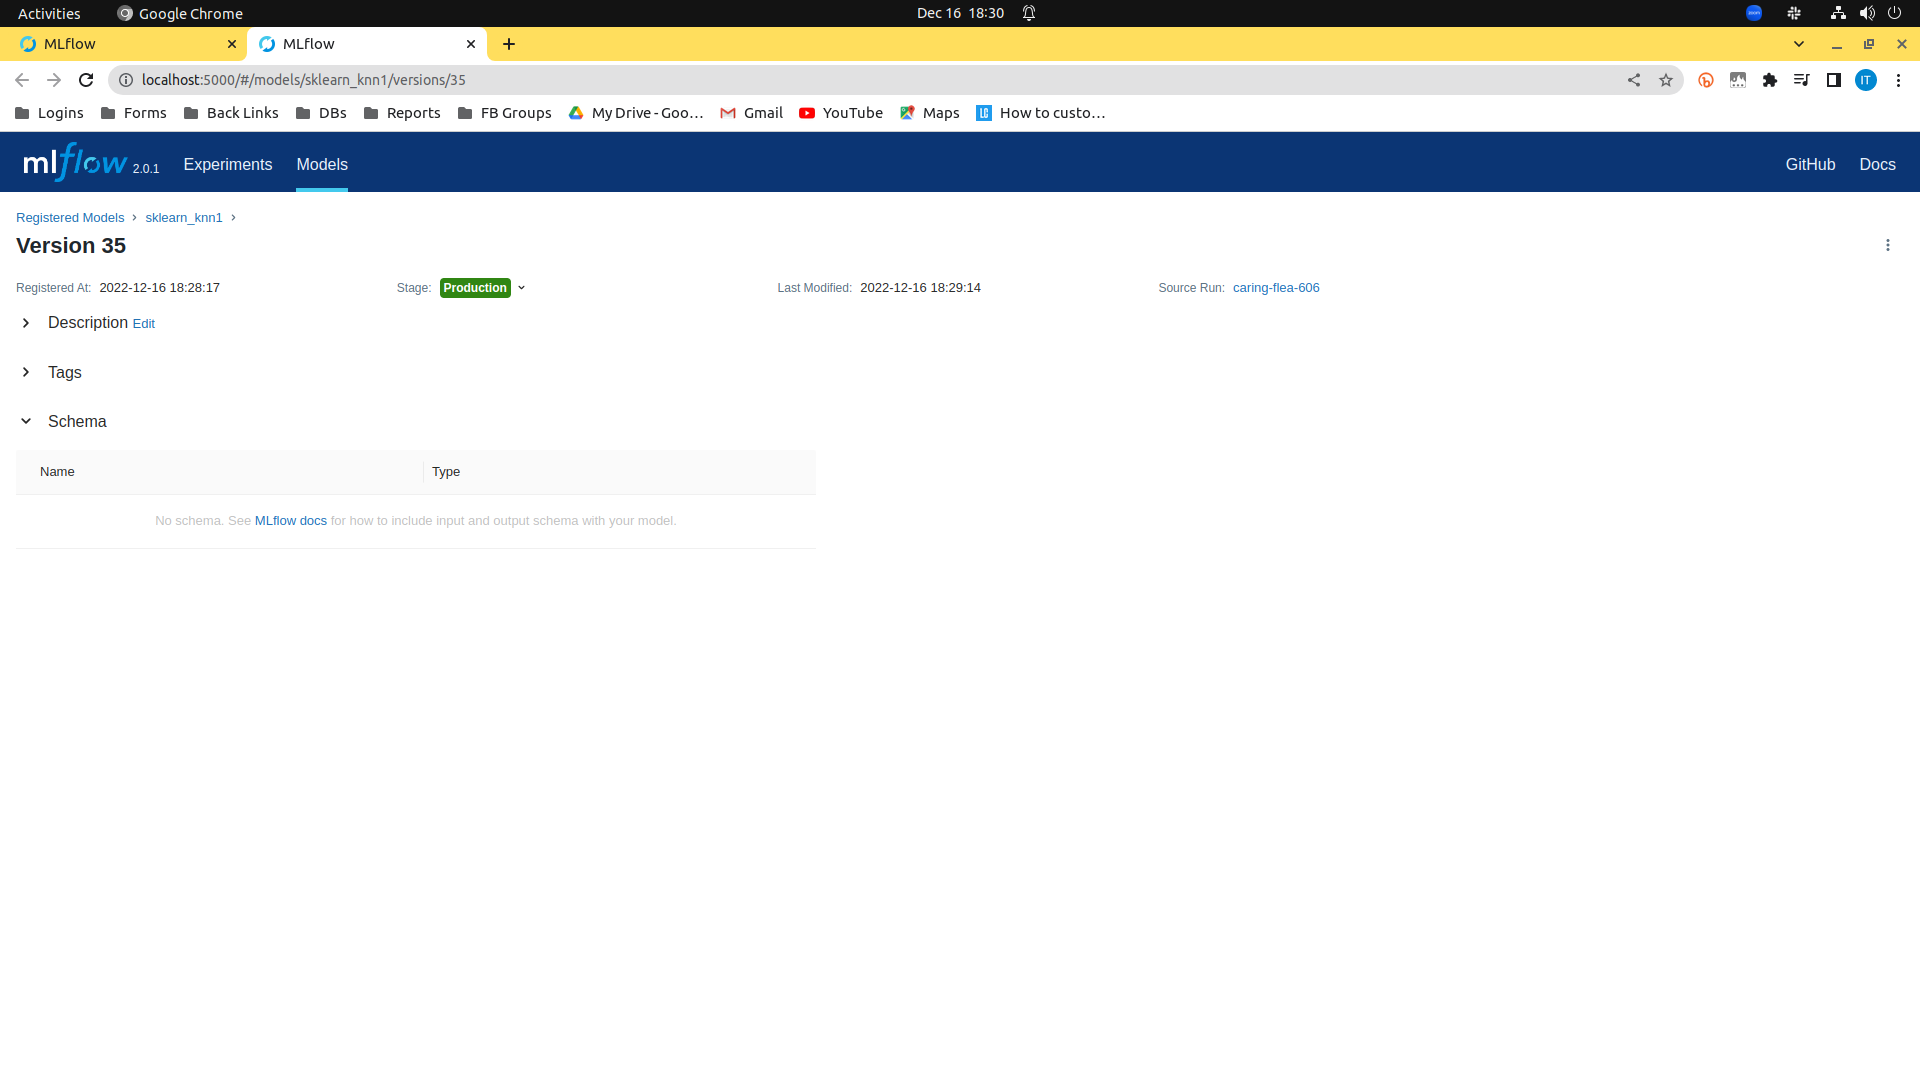 Activities Google Chrome Dec 16 18:30
MLflow MLflow
localhost:5000/#/models/sklearn_knn1/versions/35 IT
Logins Forms Back Links DBs Reports FB Groups My Drive - Goo… Gmail YouTube Maps LC How to custo…
mlflow 2.0.1 Experiments Models GitHub Docs
Registered Models › sklearn_knn1 ›
Version 35
Registered At: 2022-12-16 18:28:17 Stage: Production Last Modified: 2022-12-16 18:29:14 Source Run: caring-flea-606
Description Edit
Tags
Schema
Name Type
No schema. See MLflow docs for how to include input and output schema with your model.